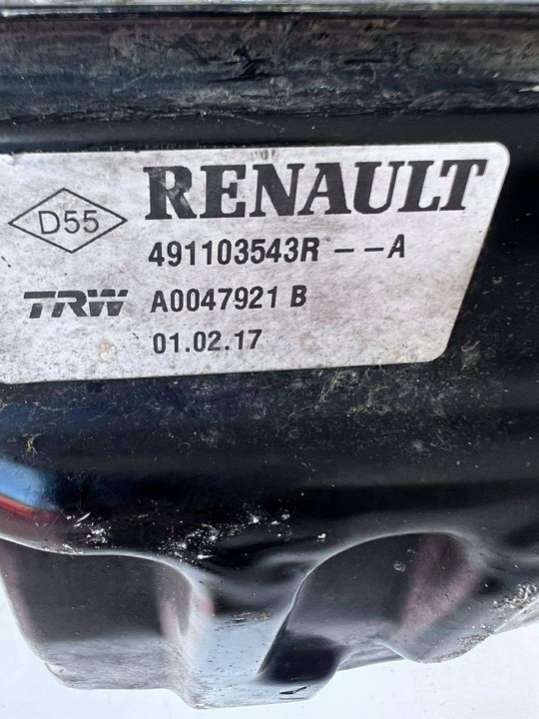 D55 RENAULT
491103543R -- A
TRW A0047921 B
01.02.17